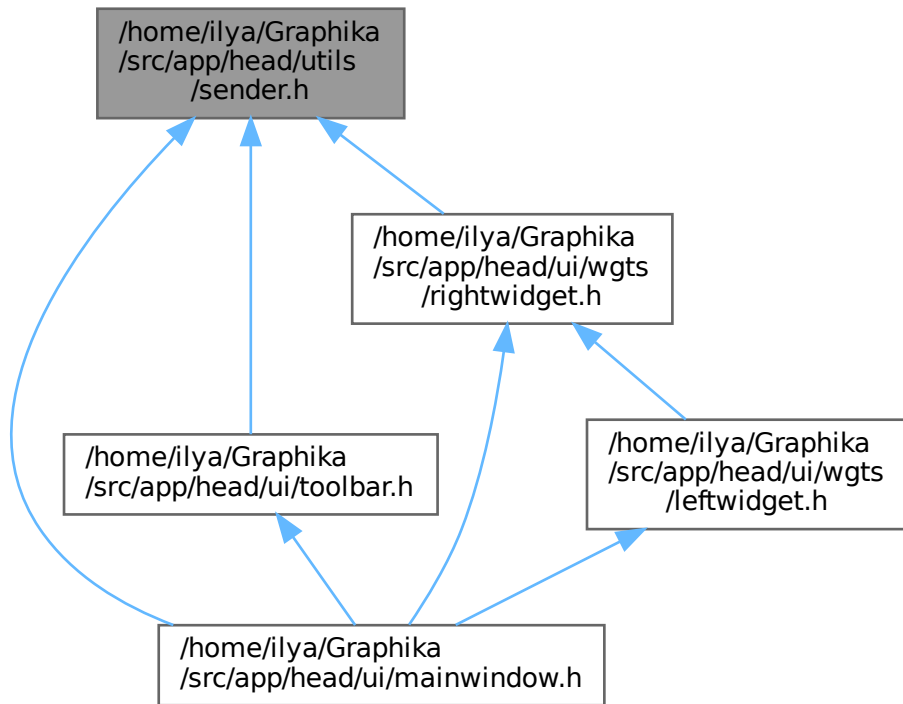 /home/ilya/Graphika
/src/app/head/utils
/sender.h
/home/ilya/Graphika
/src/app/head/ui/wgts
/rightwidget.h
/home/ilya/Graphika
/src/app/head/ui/toolbar.h
/home/ilya/Graphika
/src/app/head/ui/wgts
/leftwidget.h
/home/ilya/Graphika
/src/app/head/ui/mainwindow.h